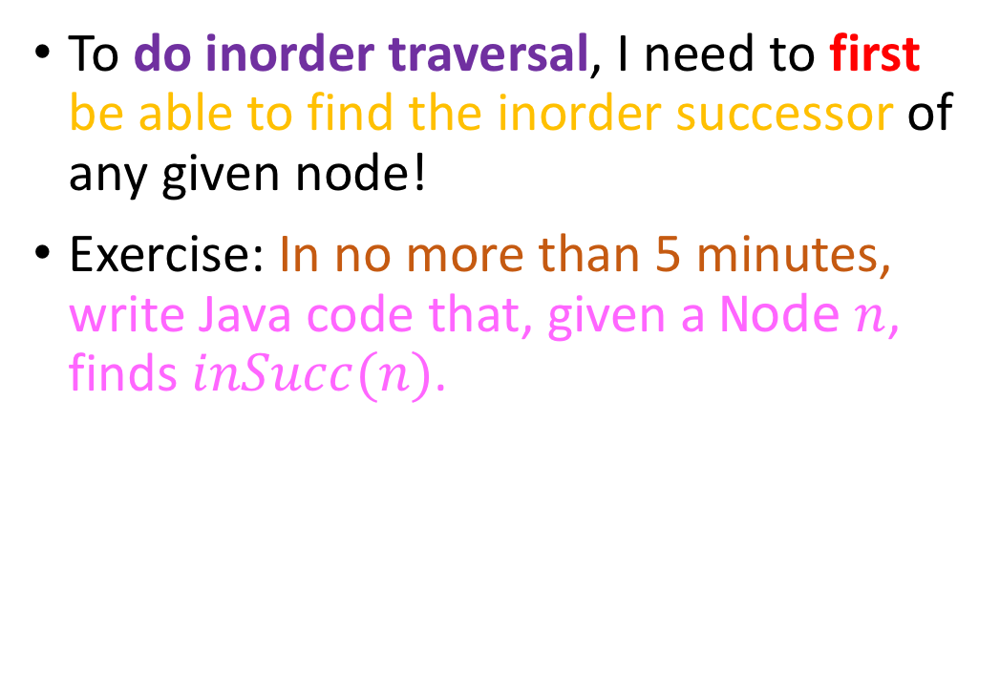 • To do inorder traversal, I need to first
be able to find the inorder successor of
any given node!
• Exercise: In no more than 5 minutes,
write Java code that, given a Node 𝑛,
finds 𝑖𝑛𝑆𝑢𝑐𝑐(𝑛).